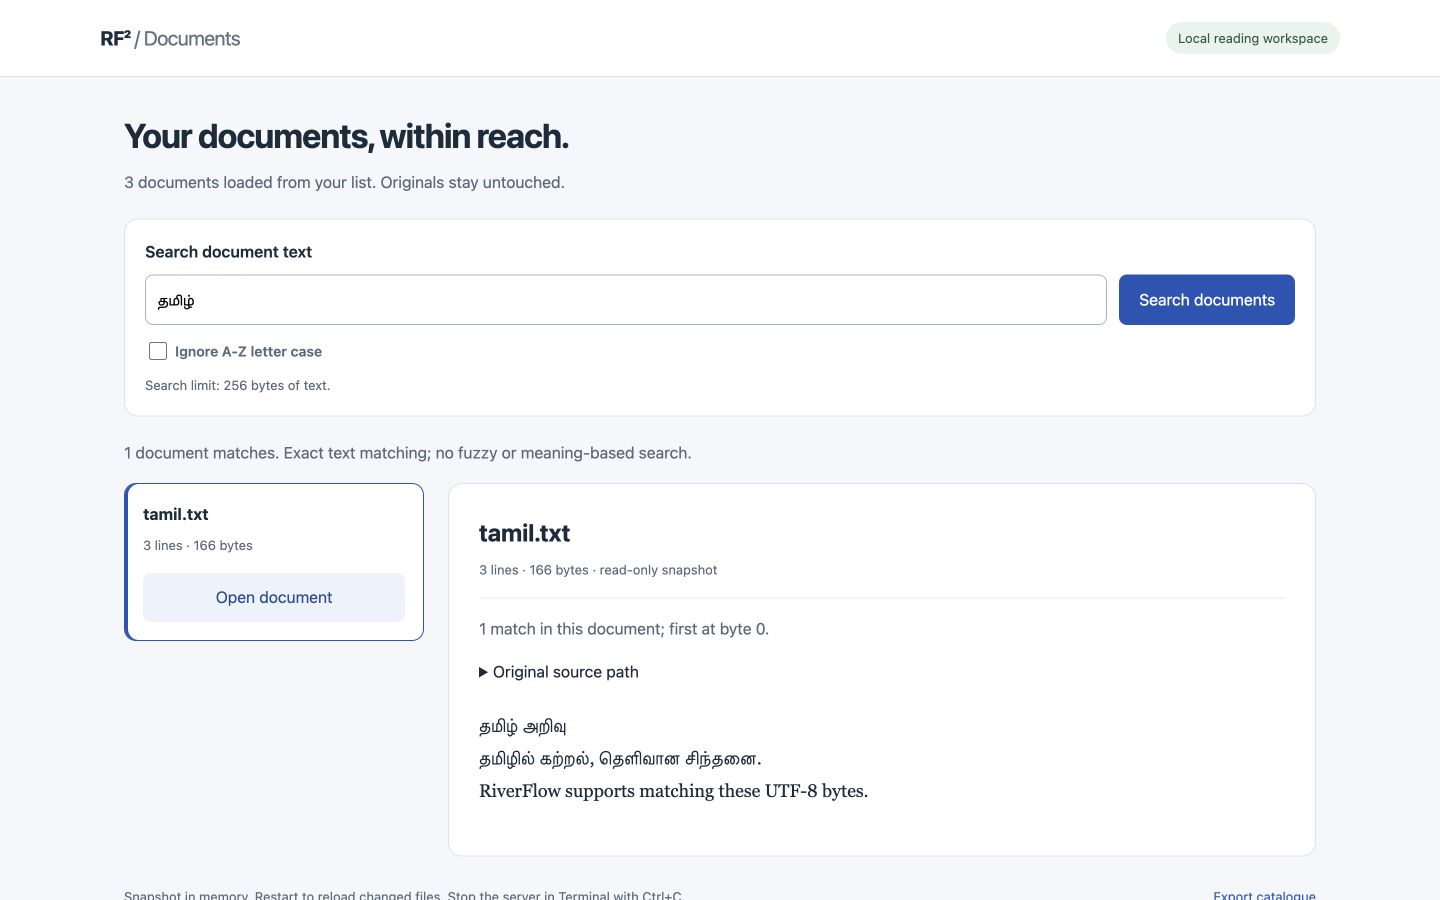 RF² / Documents
Local reading workspace
Your documents, within reach.
3 documents loaded from your list. Originals stay untouched.
Search document text
தமிழ்
Search documents
Ignore A-Z letter case
Search limit: 256 bytes of text.
1 document matches. Exact text matching; no fuzzy or meaning-based search.
tamil.txt
3 lines · 166 bytes
Open document
tamil.txt
3 lines · 166 bytes · read-only snapshot
1 match in this document; first at byte 0.
Original source path
தமிழ் அறிவு
தமிழில் கற்றல், தெளிவான சிந்தனை.
RiverFlow supports matching these UTF-8 bytes.
Snapshot in memory. Restart to reload changed files. Stop the server in Terminal with Ctrl+C.
Export catalogue